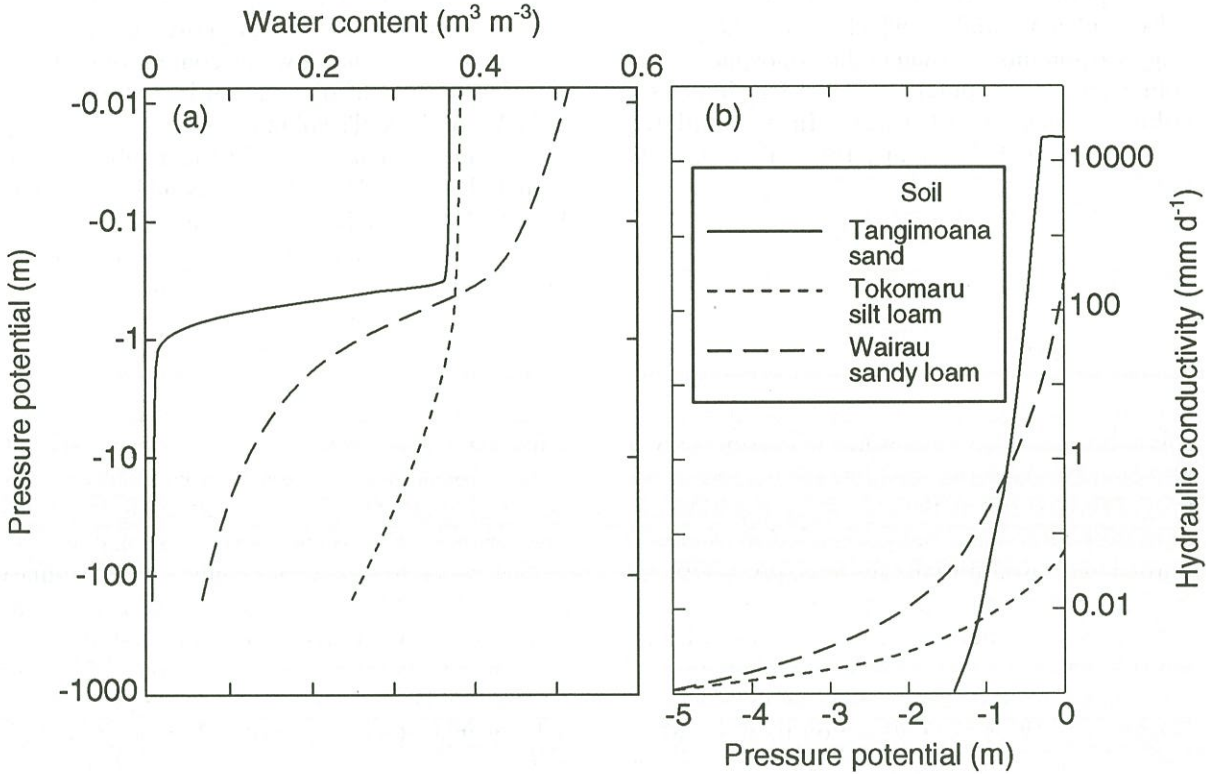 Water content (m³ m⁻³)
0 0.2 0.4 0.6
(a)
Pressure potential (m)
-0.01
-0.1
-1
-10
-100
-1000
(b)
Soil
Tangimoana
sand
Tokomaru
silt loam
Wairau
sandy loam
10000
100
1
0.01
Hydraulic conductivity (mm d⁻¹)
-5 -4 -3 -2 -1 0
Pressure potential (m)